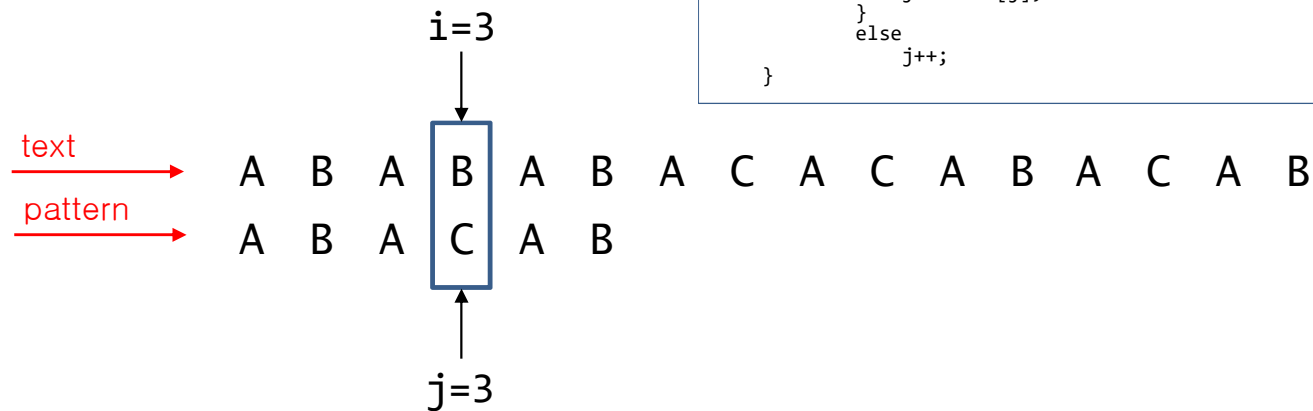 }
else
j++;
}
i=3
text
A B A B A B A C A C A B A C A B
pattern
A B A C A B
j=3